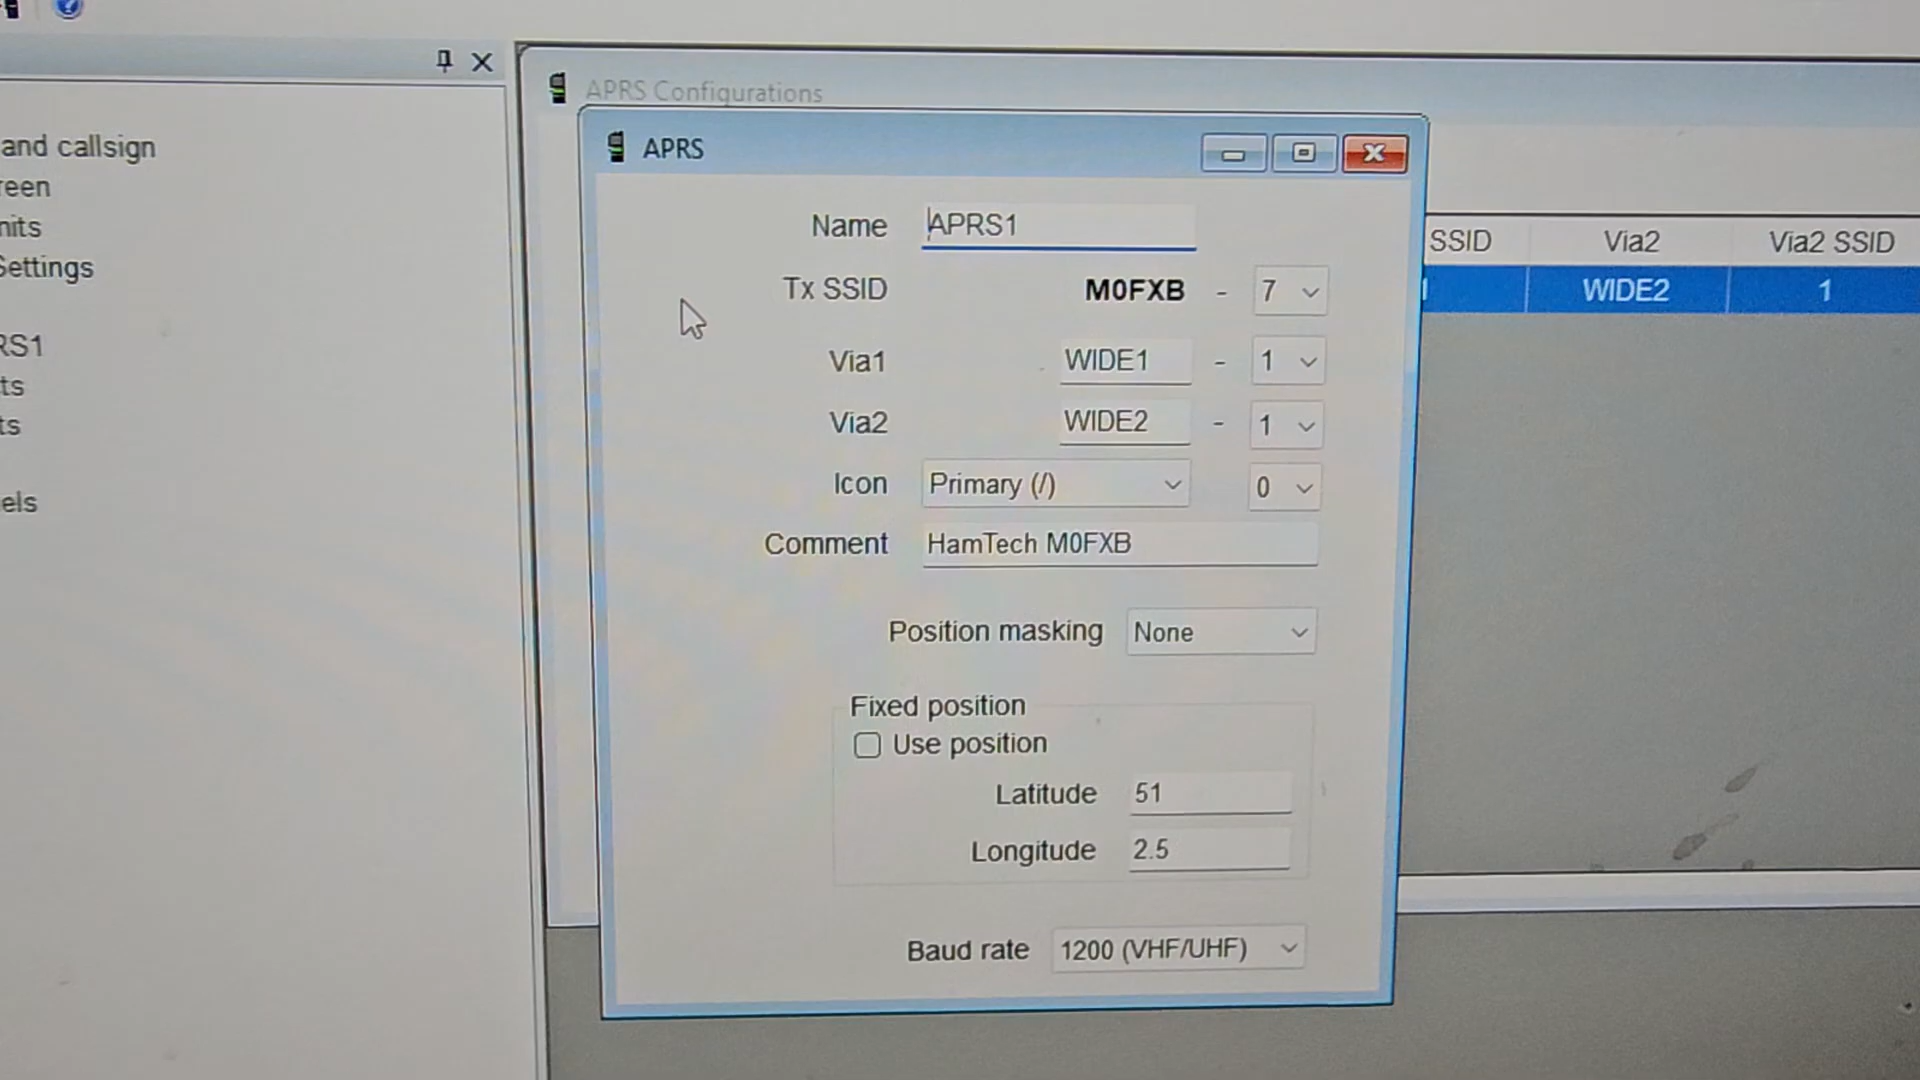 APRS Configurations
and callsign
reen
nits
Settings
RS1
ts
ts
els
APRS
Name APRS1
Tx SSID M0FXB - 7
Via1 WIDE1 - 1
Via2 WIDE2 - 1
Icon Primary (/) 0
Comment HamTech M0FXB
Position masking None
Fixed position
Use position
Latitude 51
Longitude 2.5
Baud rate 1200 (VHF/UHF)
SSID Via2 Via2 SSID
WIDE2 1